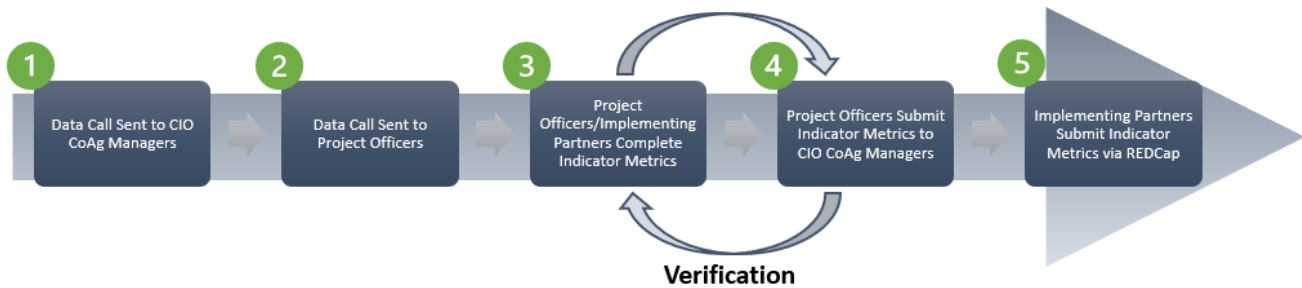 1
Data Call Sent to CIO
CoAg Managers
2
Data Call Sent to
Project Officers
3
Project
Officers/Implementing
Partners Complete
Indicator Metrics
4
Project Officers Submit
Indicator Metrics to
CIO CoAg Managers
5
Implementing Partners
Submit Indicator
Metrics via REDCap
Verification